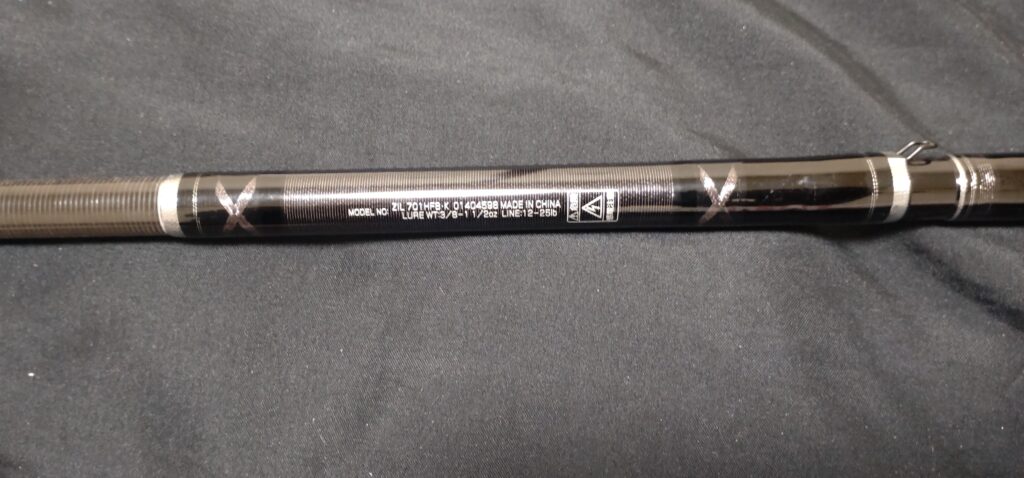 MODEL NO: ZIL 701HFB-K 01404598 MADE IN CHINA
LURE WT:3/8-1 1/2oz LINE:12-25lb